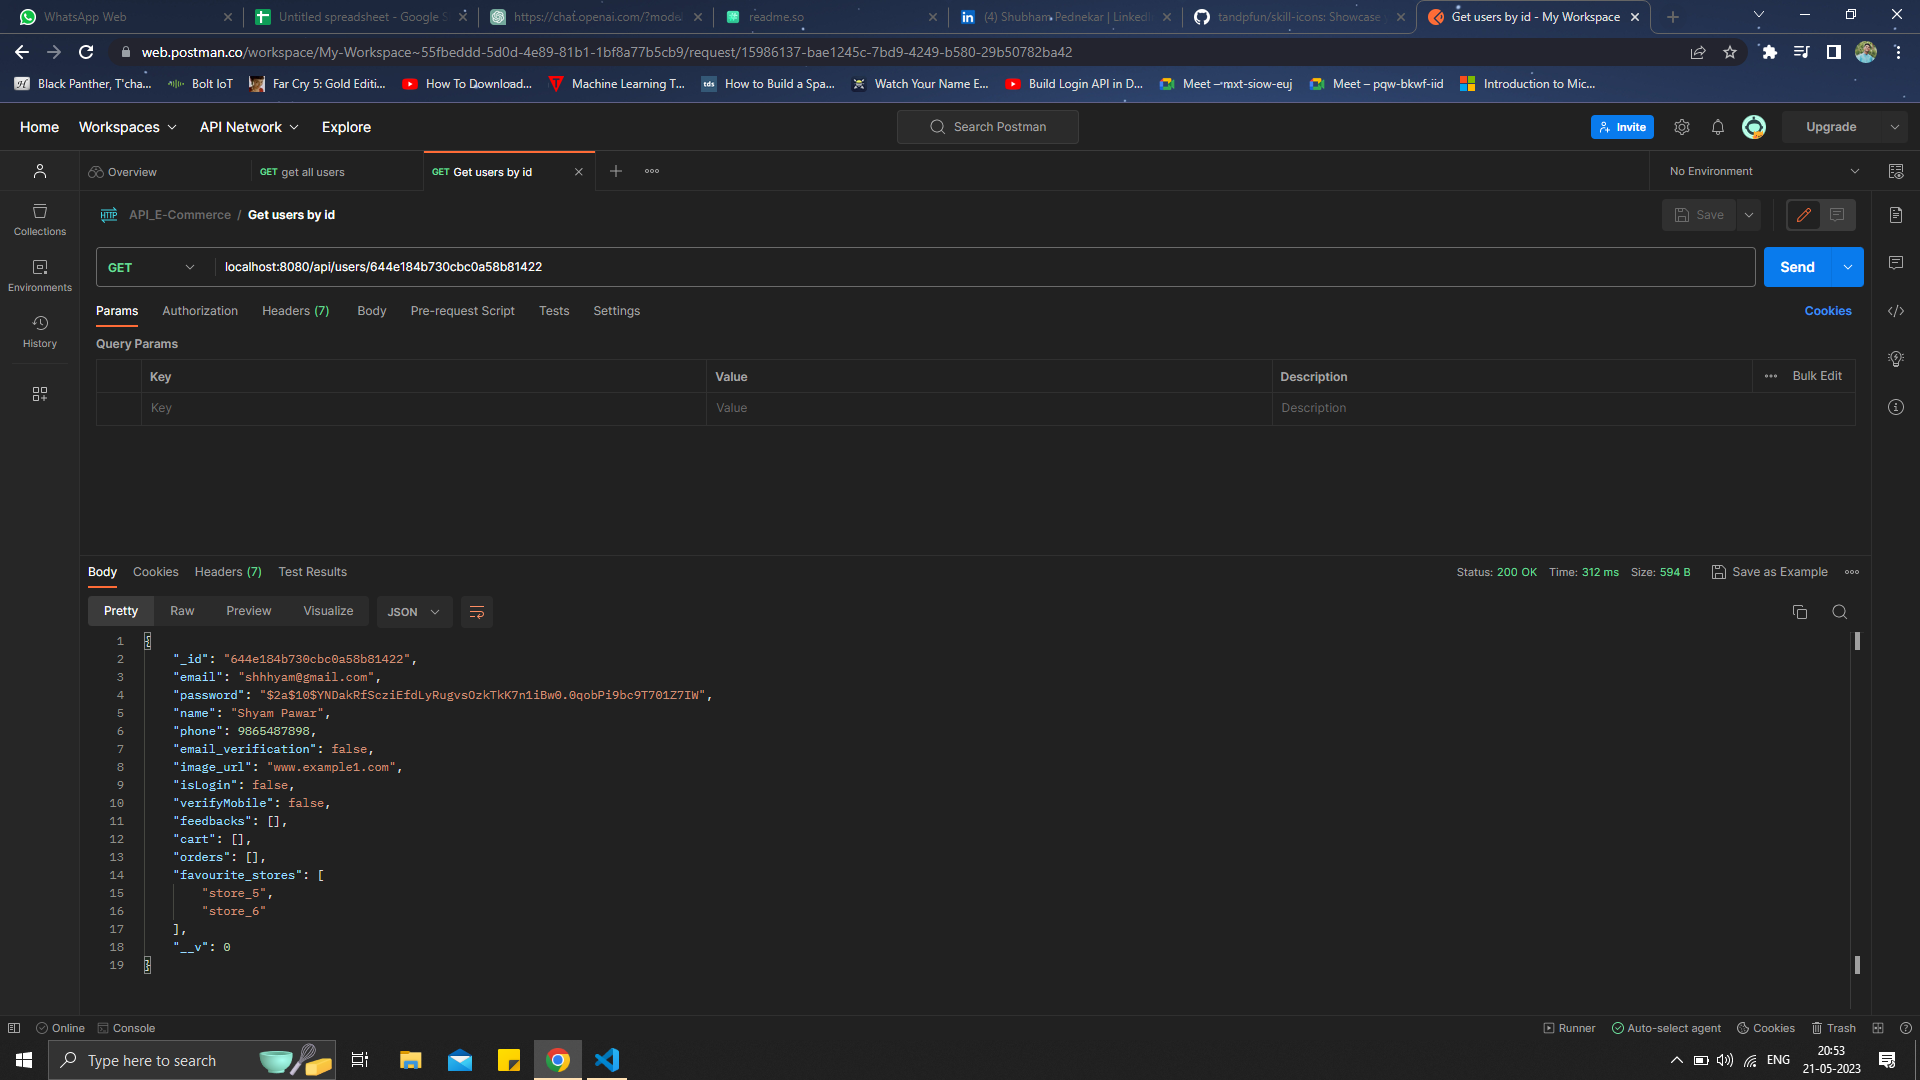 WhatsApp Web
Untitled spreadsheet - Google S
https://chat.openai.com/?mode
readme.so
(4) Shubham Pednekar | LinkedI
tandpfun/skill-icons: Showcase
Get users by id - My Workspace
web.postman.co/workspace/My-Workspace~55fbeddd-5d0d-4e89-81b1-1bf8a77b5cb9/request/15986137-bae1245c-7bd9-4249-b580-29b50782ba42
Black Panther, T'cha...
Bolt IoT
Far Cry 5: Gold Editi...
How To Download...
Machine Learning T...
tds How to Build a Spa...
Watch Your Name E...
Build Login API in D...
Meet – mxt-siow-euj
Meet – pqw-bkwf-iid
Introduction to Mic...
Home Workspaces API Network Explore
Search Postman
Invite
Upgrade
Overview
GET get all users
GET Get users by id
No Environment
HTTP API_E-Commerce / Get users by id
Save
Collections
Environments
History
GET localhost:8080/api/users/644e184b730cbc0a58b81422
Send
Params Authorization Headers (7) Body Pre-request Script Tests Settings
Cookies
Query Params
Key Value Description Bulk Edit
Key Value Description
Body Cookies Headers (7) Test Results
Status: 200 OK Time: 312 ms Size: 594 B Save as Example
Pretty Raw Preview Visualize JSON
1 {
2 "_id": "644e184b730cbc0a58b81422",
3 "email": "shhhyam@gmail.com",
4 "password": "$2a$10$YNDakRfScziEfdLyRugvsOzkTkK7n1iBw0.0qobPi9bc9T701Z7IW",
5 "name": "Shyam Pawar",
6 "phone": 9865487898,
7 "email_verification": false,
8 "image_url": "www.example1.com",
9 "isLogin": false,
10 "verifyMobile": false,
11 "feedbacks": [],
12 "cart": [],
13 "orders": [],
14 "favourite_stores": [
15 "store_5",
16 "store_6"
17 ],
18 "__v": 0
19 }
Online Console
Runner Auto-select agent Cookies Trash
Type here to search
ENG
20:53
21-05-2023